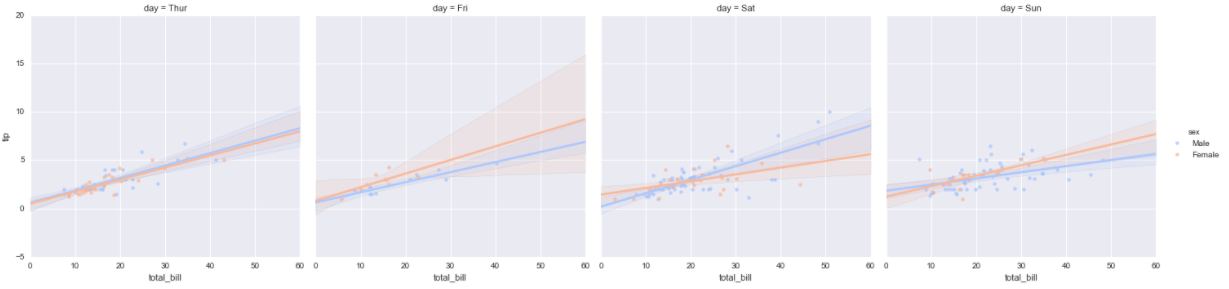 day = Thur
day = Fri
day = Sat
day = Sun
20
15
10
5
0
−5
tip
0 10 20 30 40 50 60
0 10 20 30 40 50 60
0 10 20 30 40 50 60
0 10 20 30 40 50 60
total_bill
total_bill
total_bill
total_bill
sex
Male
Female